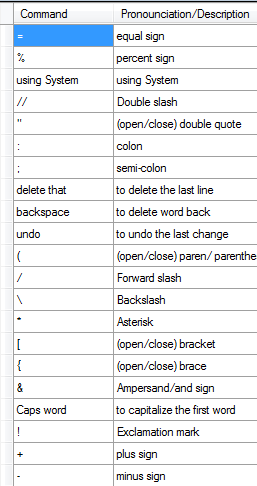 Command Pronounciation/Description
= equal sign
% percent sign
using System using System
// Double slash
" (open/close) double quote
: colon
; semi-colon
delete that to delete the last line
backspace to delete word back
undo to undo the last change
( (open/close) paren/ parenthe
/ Forward slash
\ Backslash
* Asterisk
[ (open/close) bracket
{ (open/close) brace
& Ampersand/and sign
Caps word to capitalize the first word
! Exclamation mark
+ plus sign
- minus sign